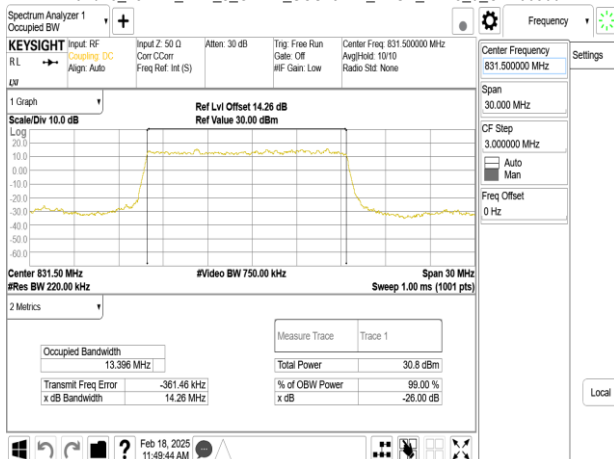 Spectrum Analyzer 1
Occupied BW
Frequency
KEYSIGHT
RL
LXI
Input: RF
Coupling: DC
Align: Auto
Input Z: 50 Ω
Corr CCorr
Freq Ref: Int (S)
Atten: 30 dB
Trig: Free Run
Gate: Off
#IF Gain: Low
Center Freq: 831.500000 MHz
Avg|Hold: 10/10
Radio Std: None
Center Frequency
831.500000 MHz
Settings
Span
30.000 MHz
CF Step
3.000000 MHz
Auto
Man
Freq Offset
0 Hz
Local
1 Graph
Scale/Div 10.0 dB
Ref Lvl Offset 14.26 dB
Ref Value 30.00 dBm
Log
20.0
10.0
0.00
-10.0
-20.0
-30.0
-40.0
-50.0
-60.0
Center 831.50 MHz
#Video BW 750.00 kHz
Span 30 MHz
#Res BW 220.00 kHz
Sweep 1.00 ms (1001 pts)
2 Metrics
Measure Trace Trace 1
Occupied Bandwidth
13.396 MHz
Total Power 30.8 dBm
Transmit Freq Error -361.46 kHz
% of OBW Power 99.00 %
x dB Bandwidth 14.26 MHz
x dB -26.00 dB
Feb 18, 2025
11:49:44 AM